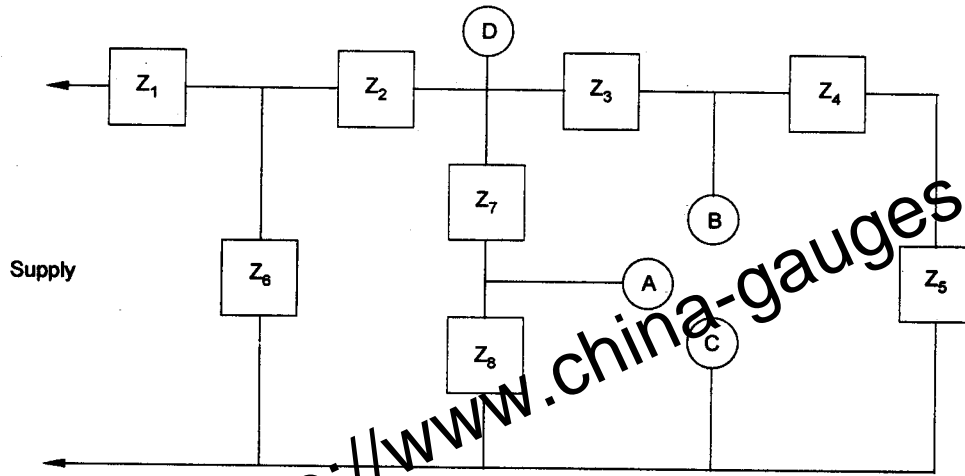 D
Z1 Z2 Z3 Z4
Z7
B
Supply Z6 A Z5
C
Z8
://www.china-gauges